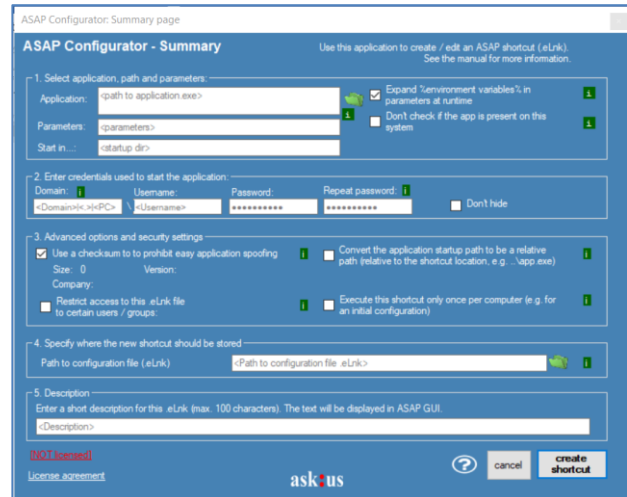 ASAP Configurator: Summary page
ASAP Configurator - Summary
Use this application to create / edit an ASAP shortcut (.eLnk).
See the manual for more information.
1. Select application, path and parameters:
Application:
<path to application.exe>
Expand %environment variables% in
parameters at runtime
i
i
Don't check if the app is present on this
system
i
Parameters:
<parameters>
Start in...:
<startup dir>
2. Enter credentials used to start the application:
Domain:
i
Username:
Password:
Repeat password:
i
<Domain>|<.>|<PC>
\
<Username>
**********
**********
Don't hide
3. Advanced options and security settings
Use a checksum to to prohibit easy application spoofing
i
Size: 0
Version:
Company:
Convert the application startup path to be a relative
path (relative to the shortcut location, e.g. ..\app.exe)
i
Restrict access to this .eLnk file
to certain users / groups:
i
Execute this shortcut only once per computer (e.g. for
an initial configuration)
i
4. Specify where the new shortcut should be stored
Path to configuration file (.eLnk)
<Path to configuration file .eLnk>
i
5. Description
Enter a short description for this .eLnk (max. 100 characters). The text will be displayed in ASAP GUI.
<Description>
[NOT licensed]
License agreement
ask:us
?
cancel
create
shortcut